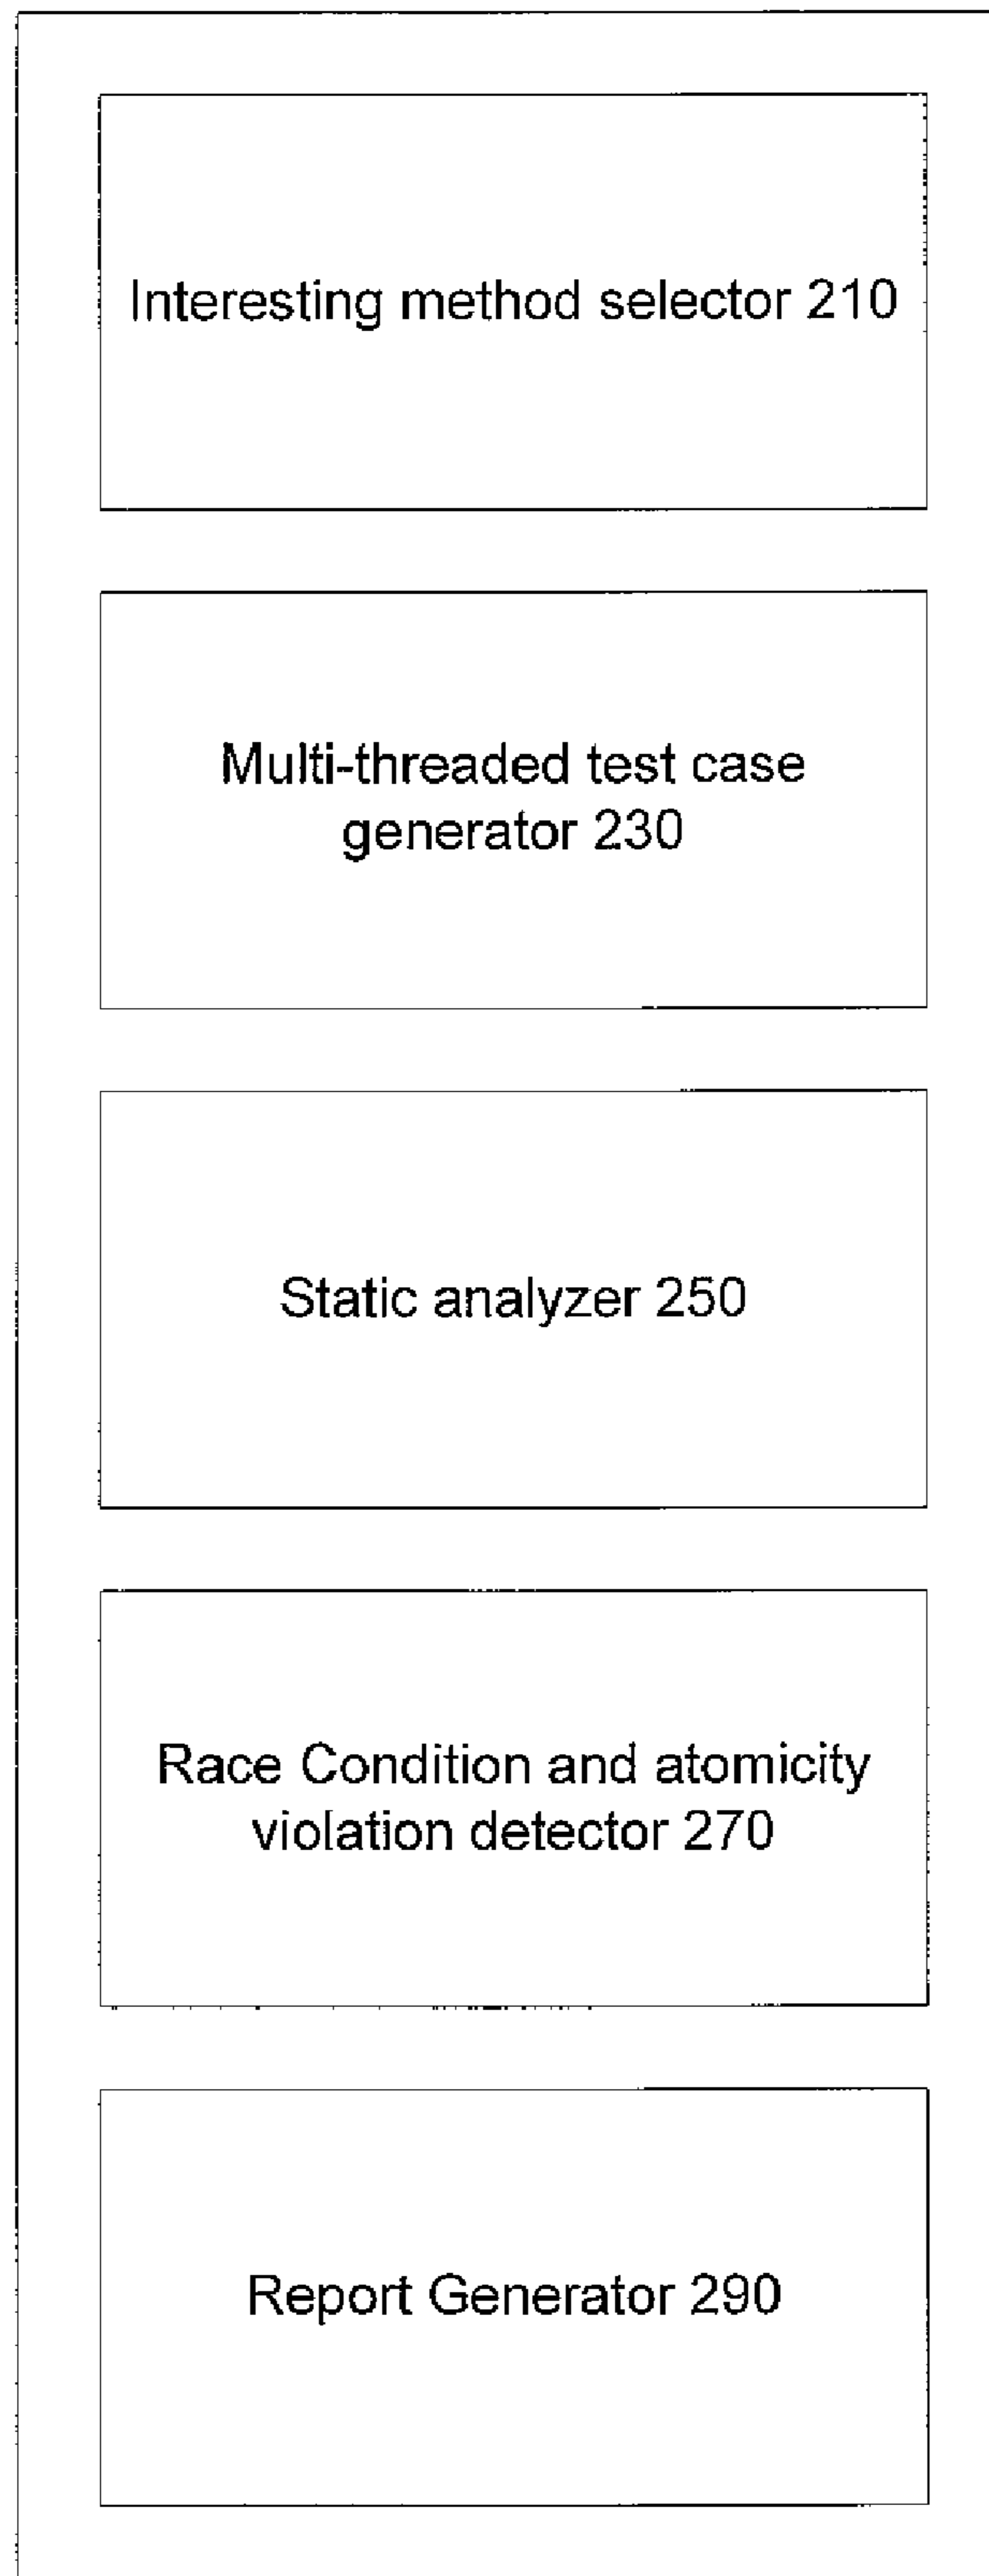 Interesting method selector 210
Multi-threaded test case
generator 230
Static analyzer 250
Race Condition and atomicity
violation detector 270
Report Generator 290